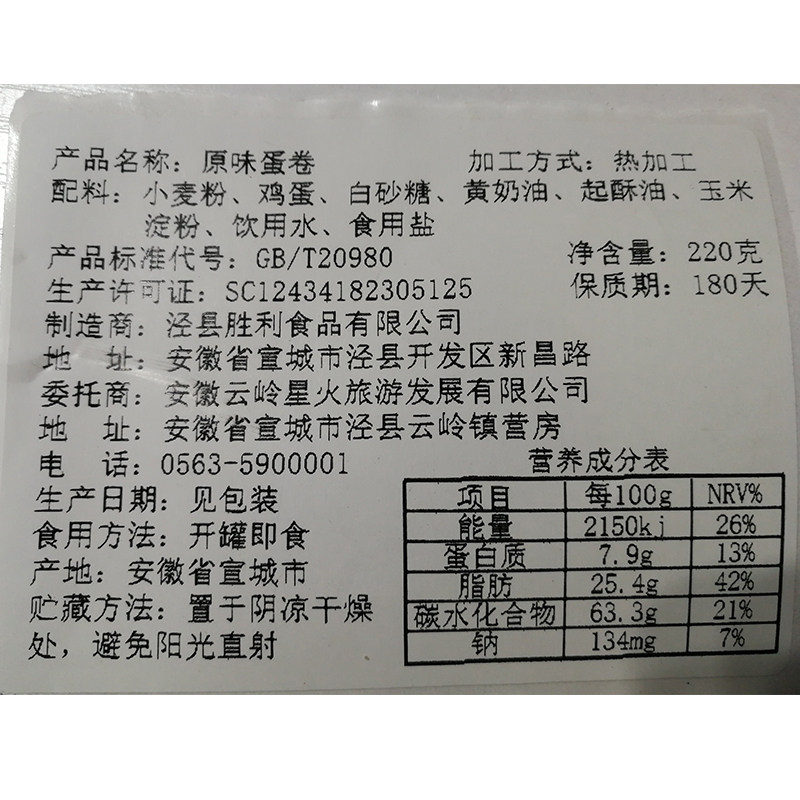 产品名称：原味蛋卷 加工方式：热加工
配料：小麦粉、鸡蛋、白砂糖、黄奶油、起酥油、玉米
淀粉、饮用水、食用盐
产品标准代号：GB/T20980 净含量：220克
生产许可证：SC12434182305125 保质期：180天
制造商：泾县胜利食品有限公司
地 址：安徽省宣城市泾县开发区新昌路
委托商：安徽云岭星火旅游发展有限公司
地 址：安徽省宣城市泾县云岭镇营房
电 话：0563-5900001
生产日期：见包装
食用方法：开罐即食
产地：安徽省宣城市
贮藏方法：置于阴凉干燥
处，避免阳光直射
营养成分表
项目 每100g NRV%
能量 2150kj 26%
蛋白质 7.9g 13%
脂肪 25.4g 42%
碳水化合物 63.3g 21%
钠 134mg 7%